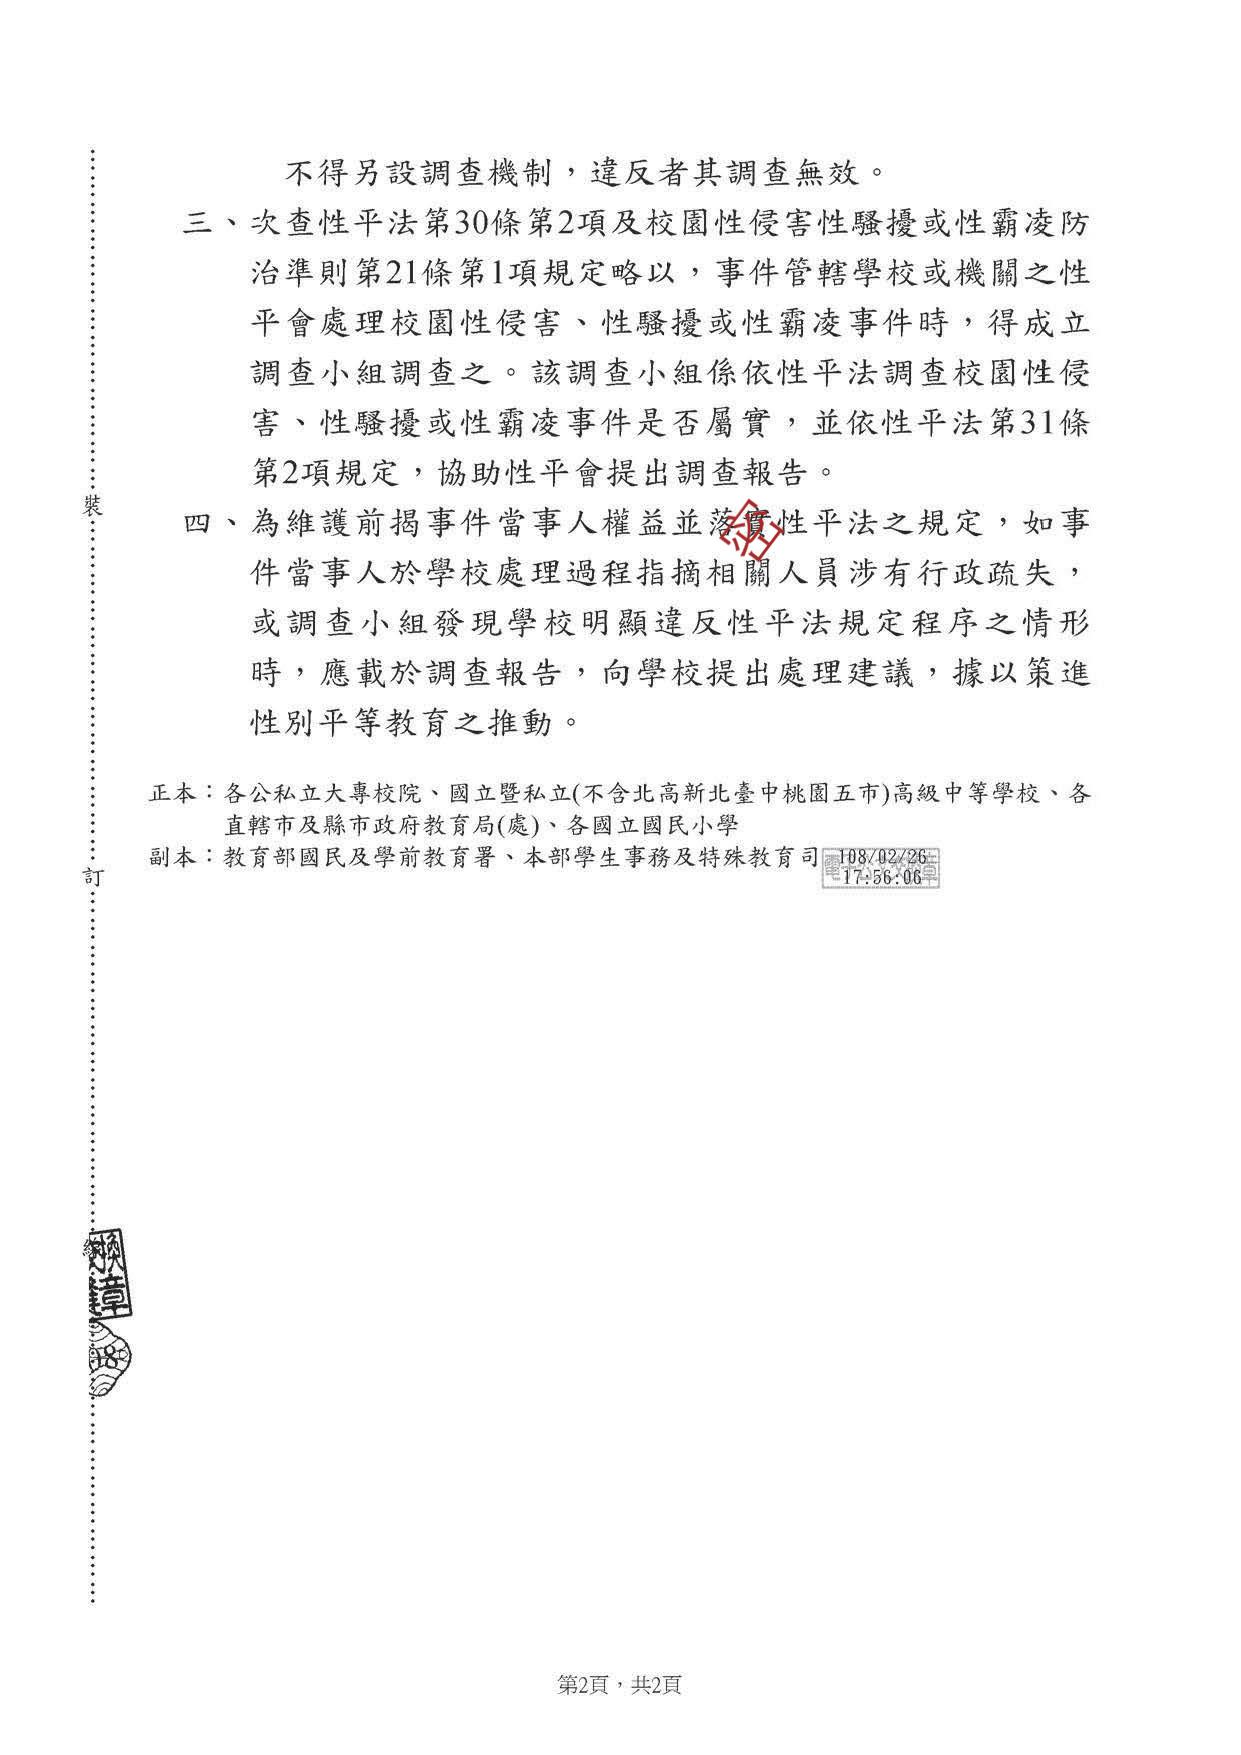 不得另設調查機制，違反者其調查無效。
三、次查性平法第30條第2項及校園性侵害性騷擾或性霸凌防
治準則第21條第1項規定略以，事件管轄學校或機關之性
平會處理校園性侵害、性騷擾或性霸凌事件時，得成立
調查小組調查之。該調查小組係依性平法調查校園性侵
害、性騷擾或性霸凌事件是否屬實，並依性平法第31條
第2項規定，協助性平會提出調查報告。
裝
四、為維護前揭事件當事人權益並落實性平法之規定，如事
密
件當事人於學校處理過程指摘相關人員涉有行政疏失，
或調查小組發現學校明顯違反性平法規定程序之情形
時，應載於調查報告，向學校提出處理建議，據以策進
性別平等教育之推動。
正本：各公私立大專校院、國立暨私立(不含北高新北臺中桃園五市)高級中等學校、各
直轄市及縣市政府教育局(處)、各國立國民小學
副本：教育部國民及學前教育署、本部學生事務及特殊教育司
108/02/26
17:56:06
訂
換
章
18
第2頁，共2頁